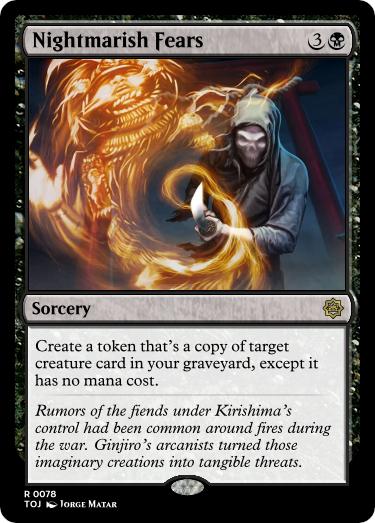 Nightmarish Fears 3
Sorcery
Create a token that's a copy of target
creature card in your graveyard, except it
has no mana cost.
Rumors of the fiends under Kirishima's
control had been common around fires during
the war. Ginjiro's arcanists turned those
imaginary creations into tangible threats.
R 0078
TOJ Jorge Matar